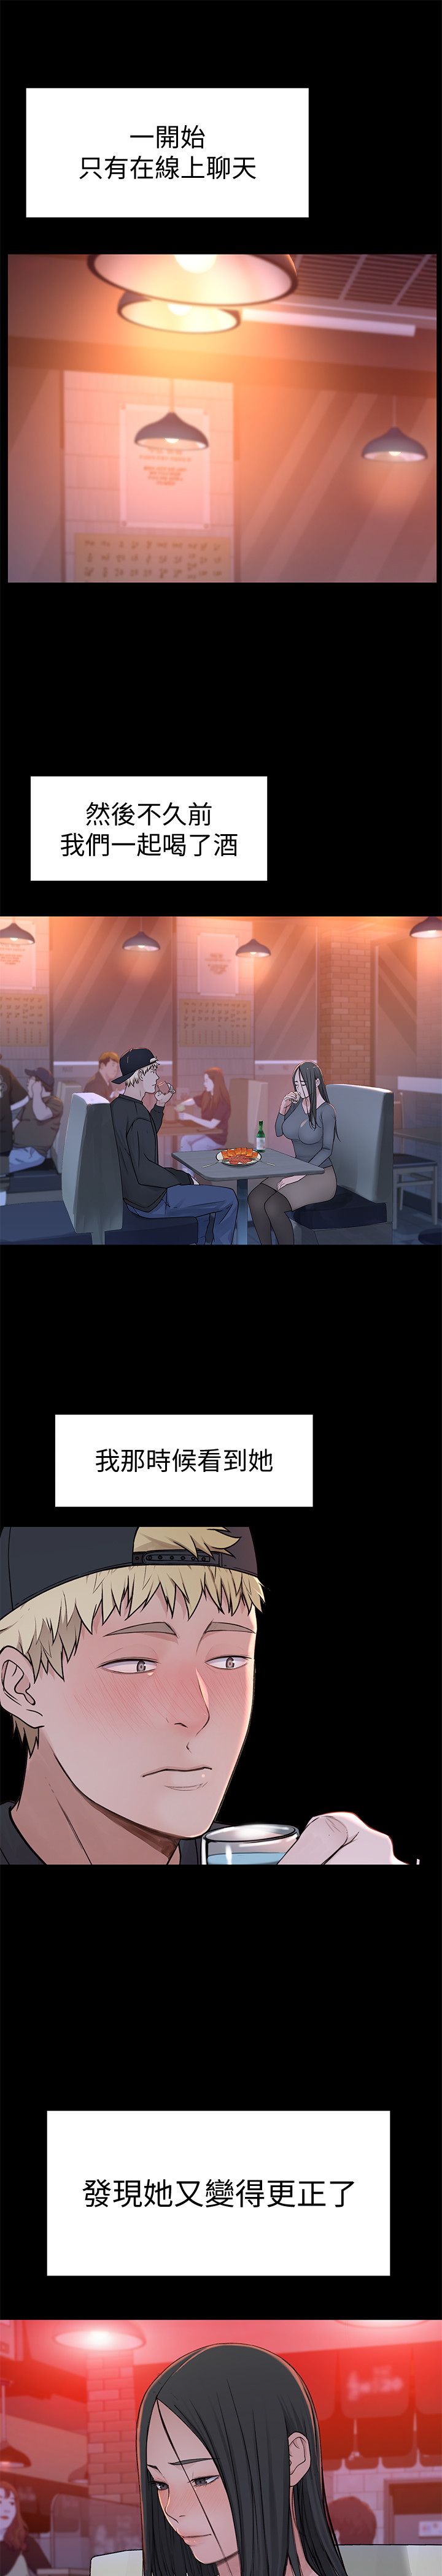 一開始
只有在線上聊天
然後不久前
我們一起喝了酒
我那時候看到她
發現她又變得更正了